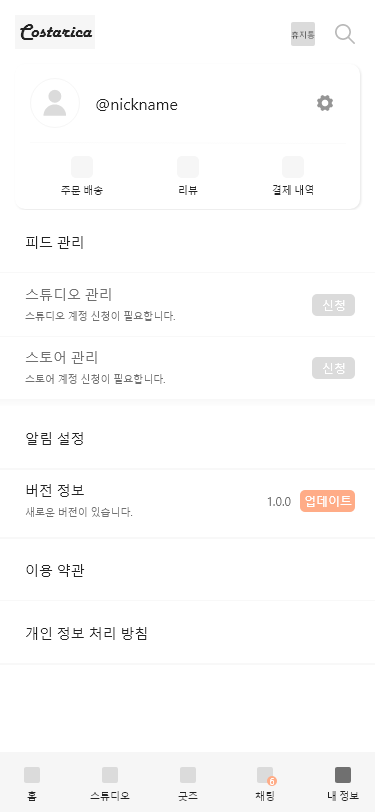 Costarica
휴지통
@nickname
주문 배송
리뷰
결제 내역
피드 관리
스튜디오 관리
신청
스튜디오 계정 신청이 필요합니다.
스토어 관리
신청
스토어 계정 신청이 필요합니다.
알림 설정
버전 정보
1.0.0
업데이트
새로운 버전이 있습니다.
이용 약관
개인 정보 처리 방침
6
홈
스튜디오
굿즈
채팅
내 정보